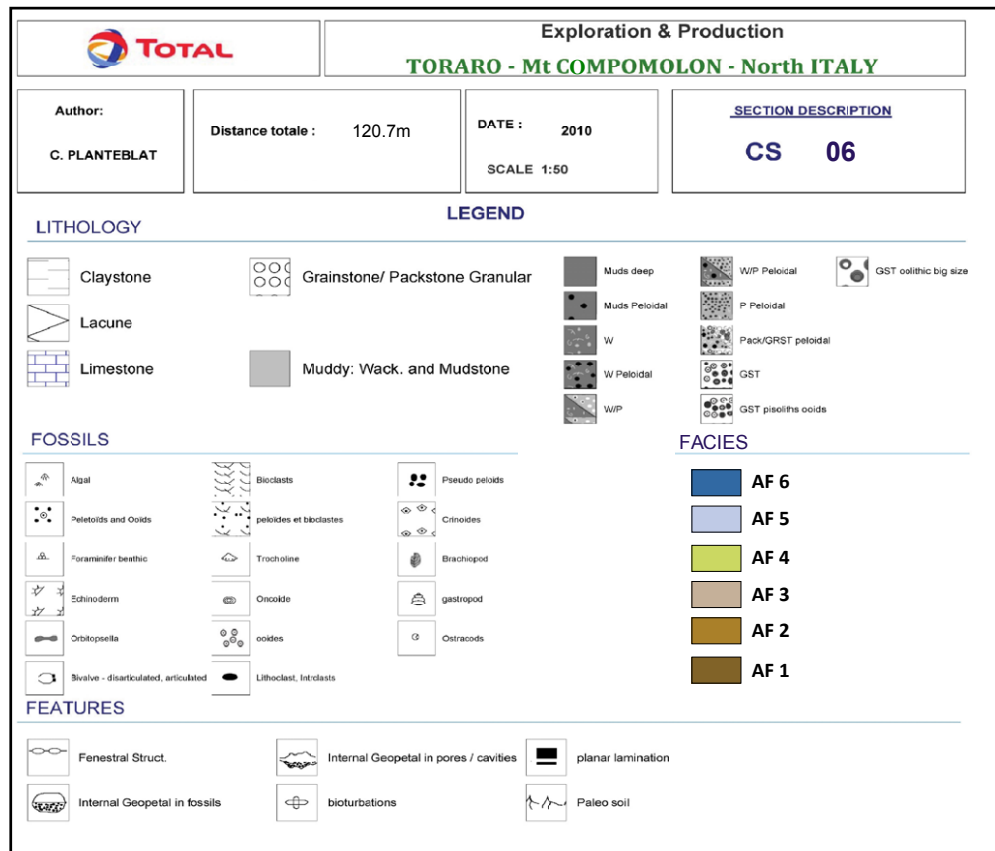 TOTAL
Exploration & Production
TORARO - Mt COMPOMOLON - North ITALY
Author:
C. PLANTEBLAT
Distance totale : 120.7m
DATE : 2010
SCALE 1:50
SECTION DESCRIPTION
CS 06
LEGEND
LITHOLOGY
Claystone
Lacune
Limestone
Grainstone/ Packstone Granular
Muddy: Wack. and Mudstone
Muds deep
Muds Peloidal
W
W Peloidal
W/P
W/P Peloidal
P Peloidal
Pack/GRST peloidal
GST
GST pisoliths ooids
GST oolithic big size
FOSSILS
Algal
Peletoïds and Ooïds
Foraminifer benthic
Echinoderm
Orbitopsella
Bivalve - disarticulated, articulated
Bioclasts
peloïdes et bioclastes
Trocholine
Oncoide
ooides
Lithoclast, Intrclasts
Pseudo peloids
Crinoides
Brachiopod
gastropod
Ostracods
FACIES
AF 6
AF 5
AF 4
AF 3
AF 2
AF 1
FEATURES
Fenestral Struct.
Internal Geopetal in fossils
Internal Geopetal in pores / cavities
bioturbations
planar lamination
Paleo soil